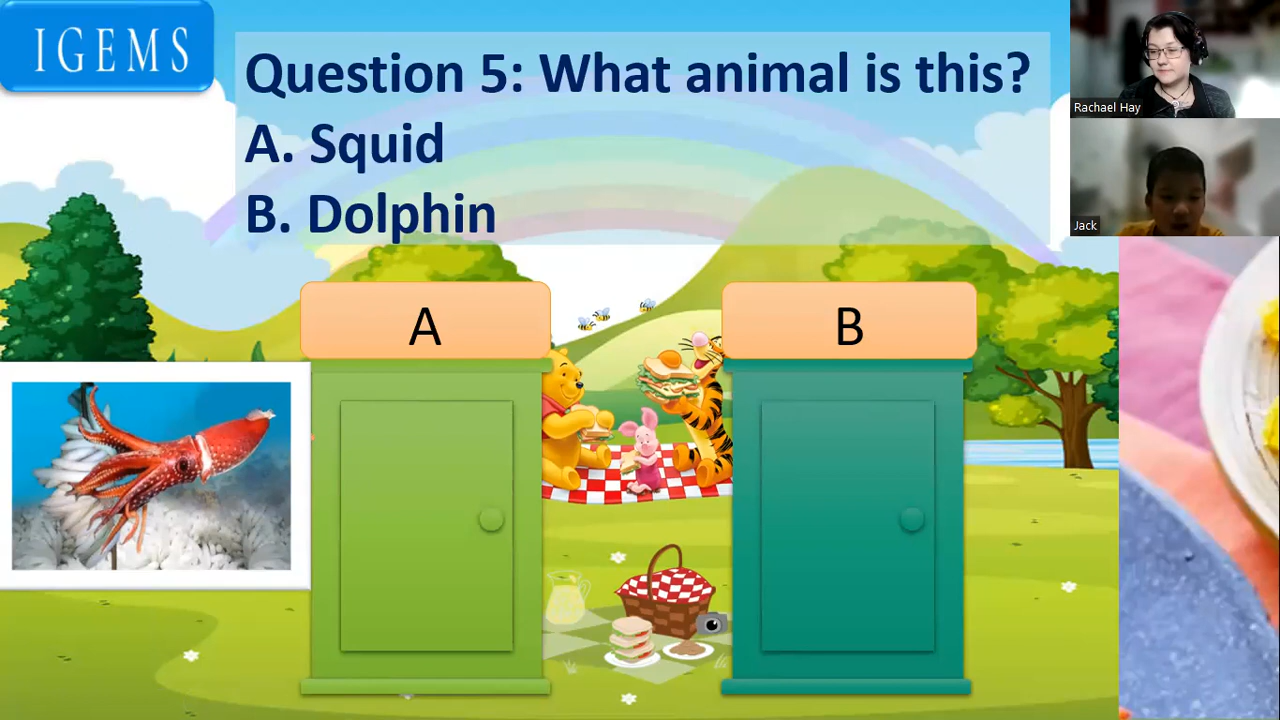 IGEMS
Question 5: What animal is this?
A. Squid
B. Dolphin
Rachael Hay
Jack
A
B